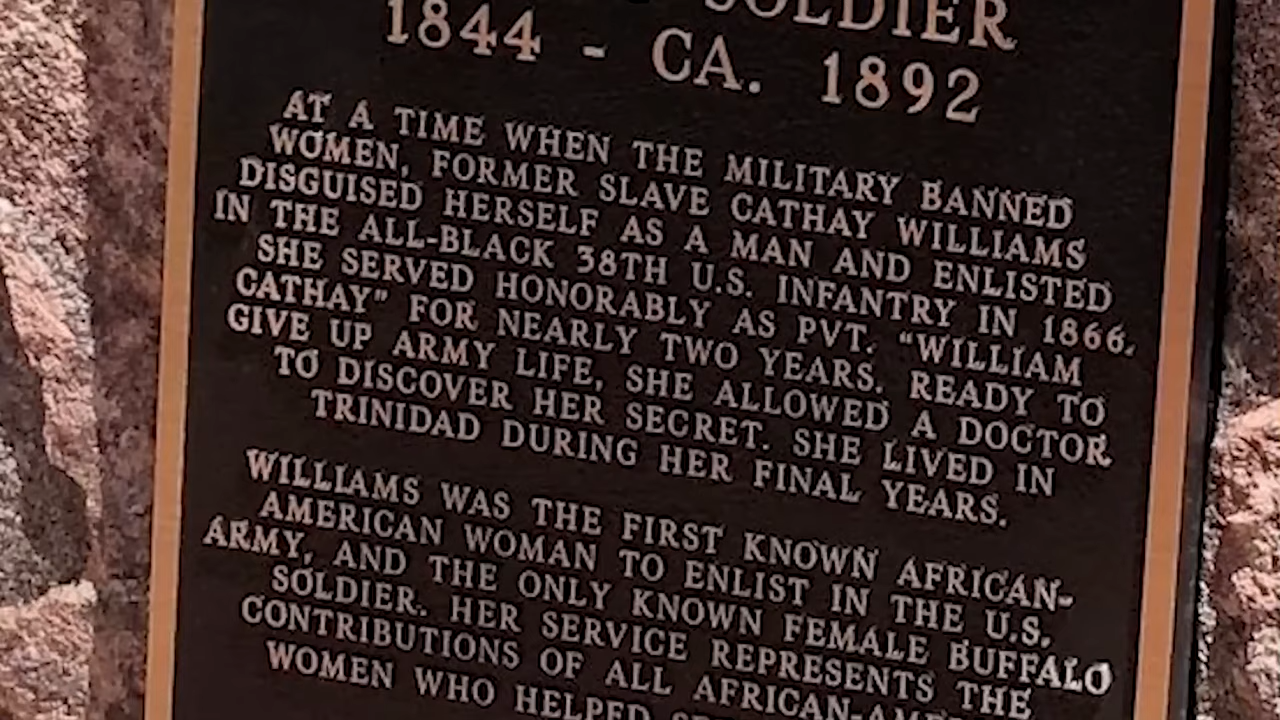 SOLDIER
1844 - CA. 1892
AT A TIME WHEN THE MILITARY BANNED
WOMEN, FORMER SLAVE CATHAY WILLIAMS
DISGUISED HERSELF AS A MAN AND ENLISTED
IN THE ALL-BLACK 38TH U.S. INFANTRY IN 1866.
SHE SERVED HONORABLY AS PVT. "WILLIAM
CATHAY" FOR NEARLY TWO YEARS. READY TO
GIVE UP ARMY LIFE, SHE ALLOWED A DOCTOR
TO DISCOVER HER SECRET. SHE LIVED IN
TRINIDAD DURING HER FINAL YEARS.
WILLIAMS WAS THE FIRST KNOWN AFRICAN-
AMERICAN WOMAN TO ENLIST IN THE U.S.
ARMY, AND THE ONLY KNOWN FEMALE BUFFALO
SOLDIER. HER SERVICE REPRESENTS THE
CONTRIBUTIONS OF ALL
WOMEN WHO HELPED